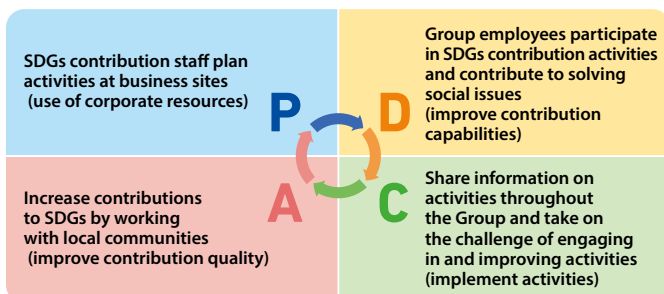 SDGs contribution staff plan
activities at business sites
(use of corporate resources)
P
Group employees participate
in SDGs contribution activities
and contribute to solving
social issues
(improve contribution
capabilities)
D
Increase contributions
to SDGs by working
with local communities
(improve contribution quality)
A
Share information on
activities throughout
the Group and take on
the challenge of engaging
in and improving activities
(implement activities)
C